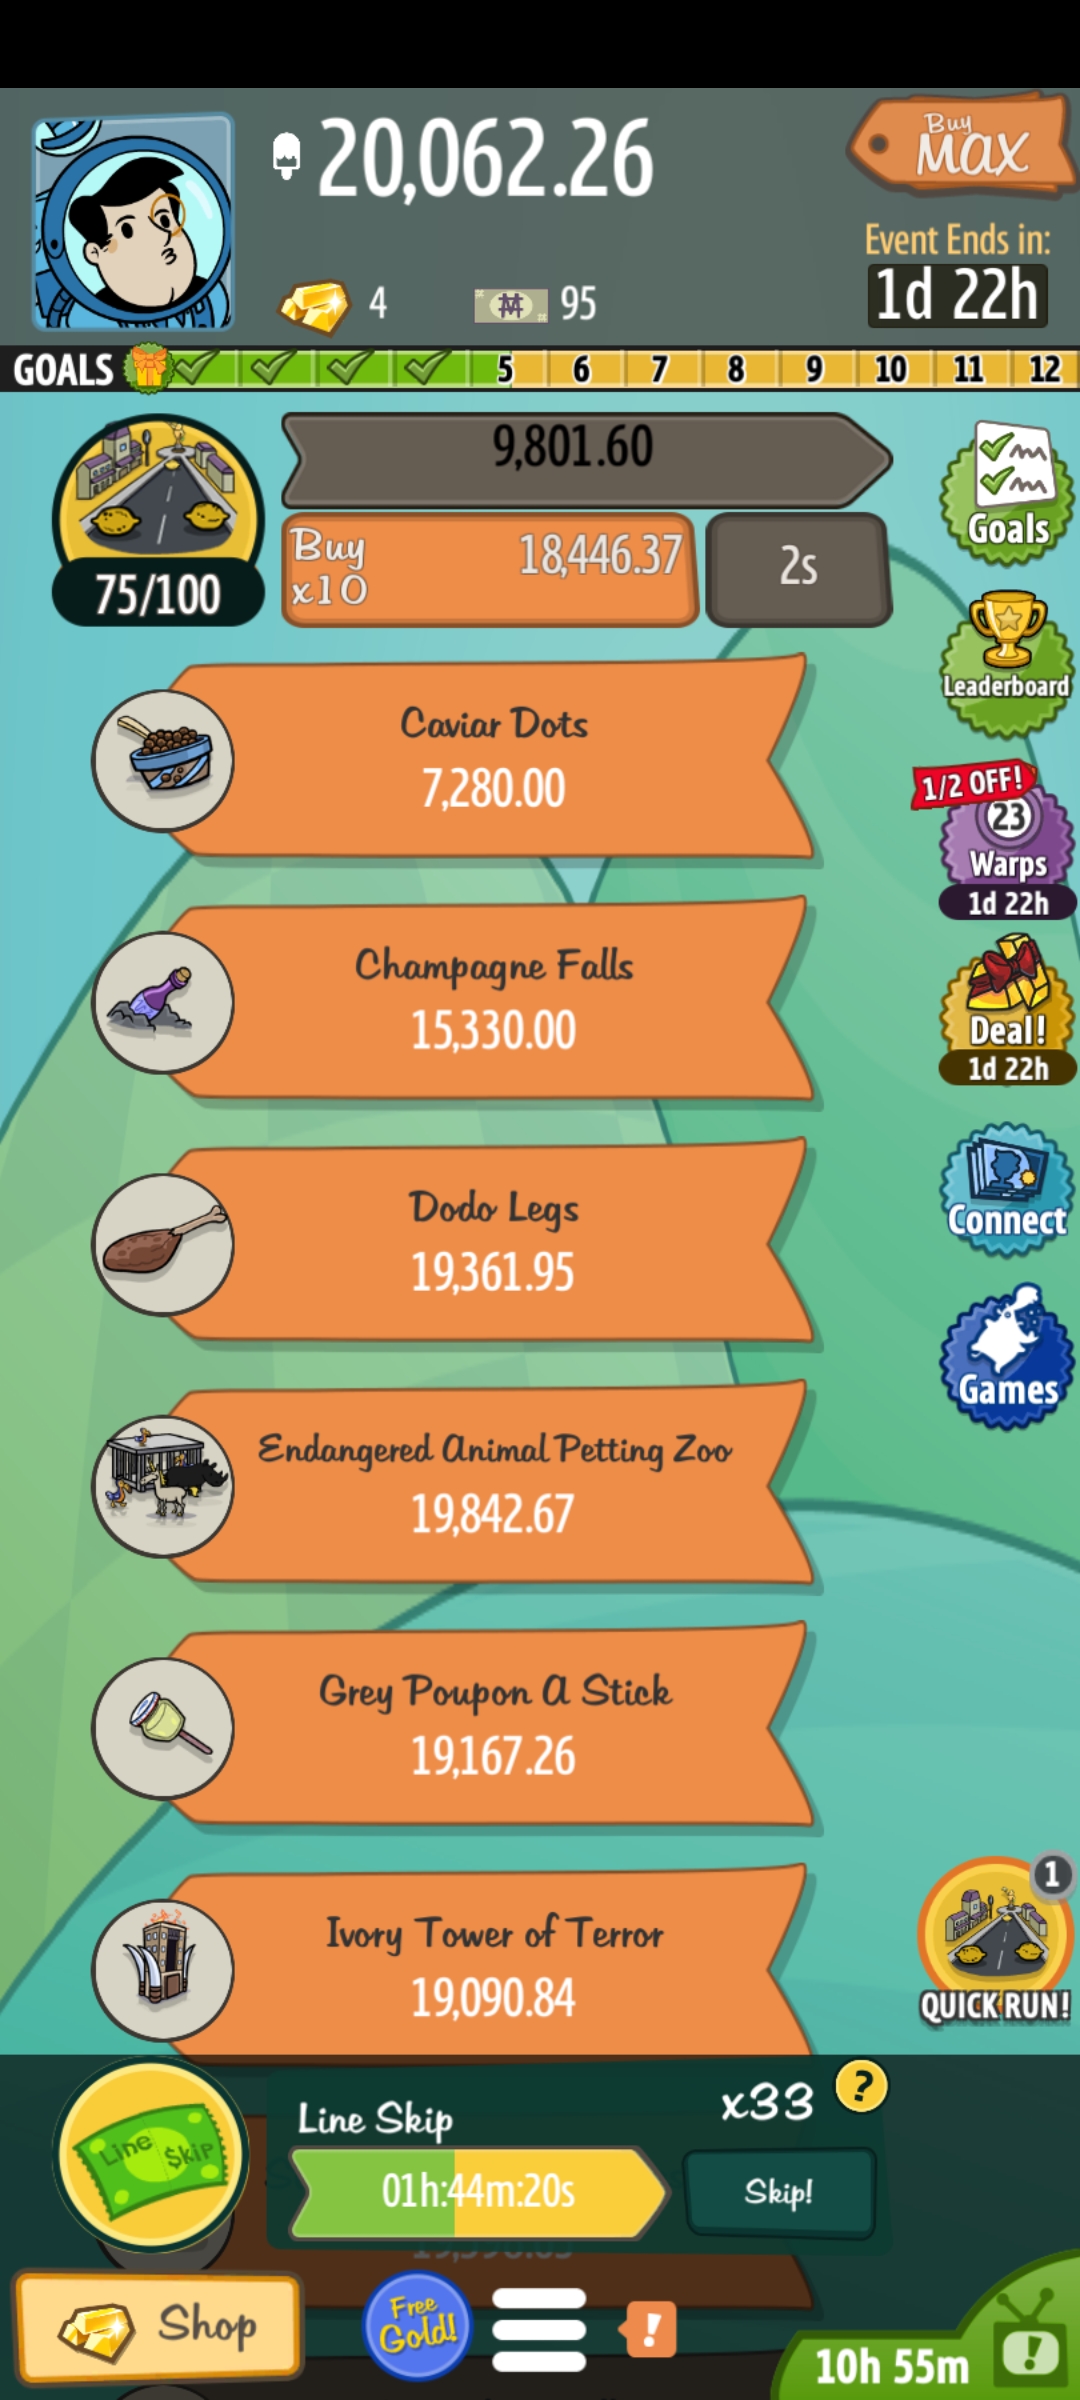 20,062.26
Buy
MAX
4
95
Event Ends in:
1d 22h
GOALS
5 6 7 8 9 10 11 12
9,801.60
Buy
x10
18,446.37
2s
75/100
Goals
Caviar Dots
7,280.00
Leaderboard
1/2 OFF!
23
Warps
1d 22h
Champagne Falls
15,330.00
Deal!
1d 22h
Dodo Legs
19,361.95
Connect
Endangered Animal Petting Zoo
19,842.67
Games
Grey Poupon A Stick
19,167.26
Ivory Tower of Terror
19,090.84
1
QUICK RUN!
Line $kip
Line Skip
x33
?
01h:44m:20s
Skip!
Shop
Free
Gold!
!
10h 55m
!